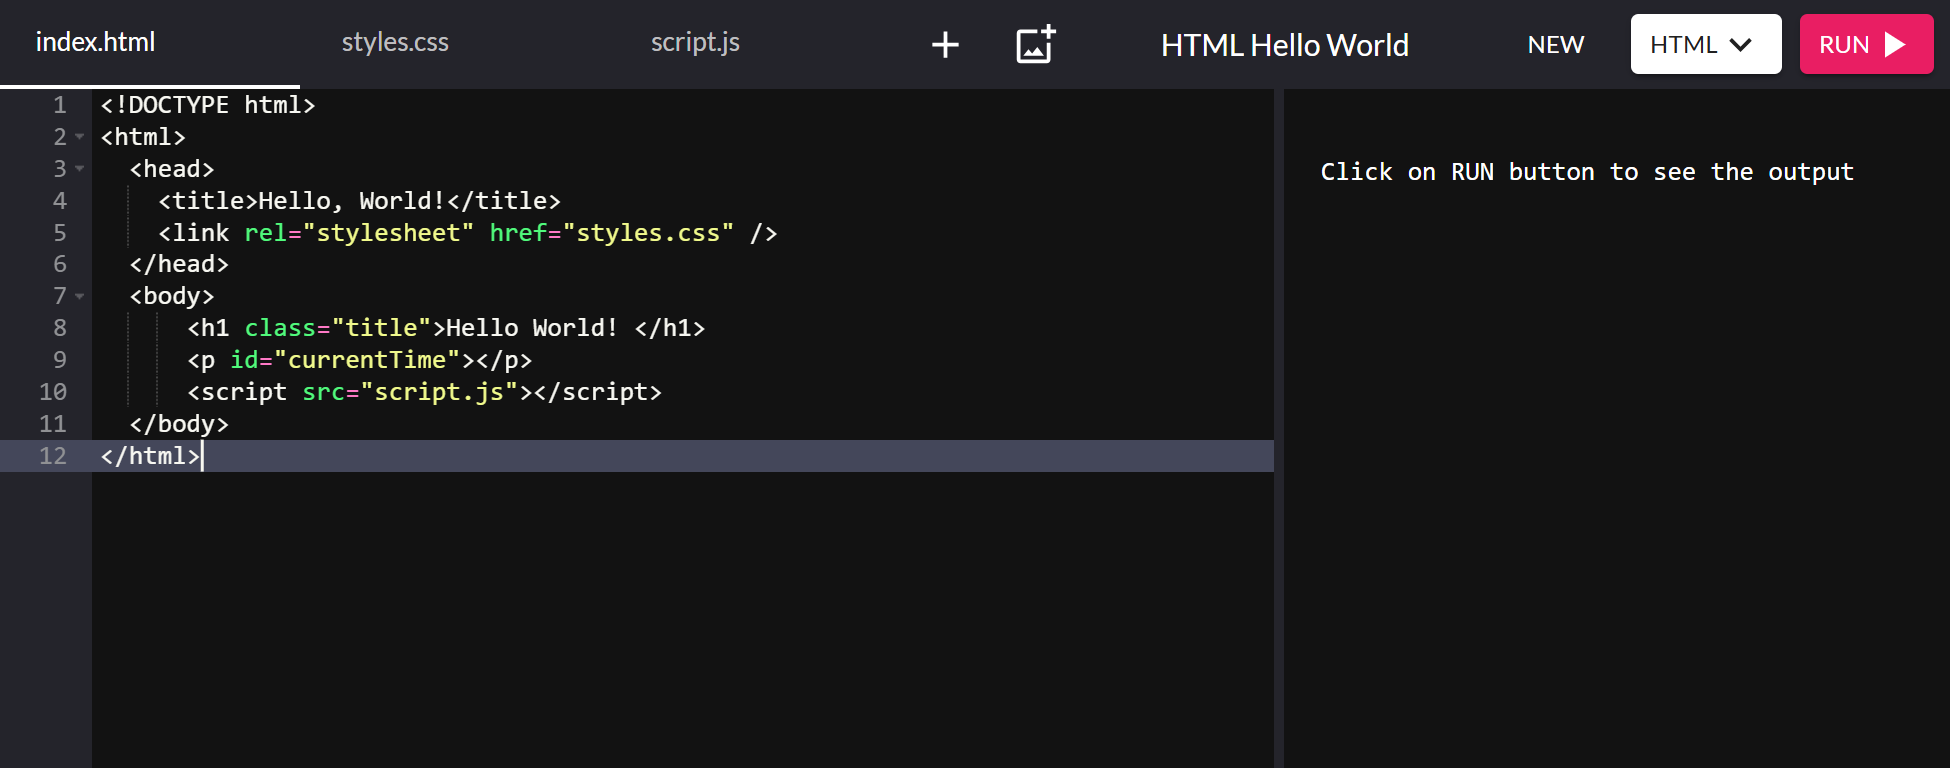 index.html styles.css script.js HTML Hello World NEW HTML RUN
1 <!DOCTYPE html>
2 <html>
3 <head>
4 <title>Hello, World!</title>
5 <link rel="stylesheet" href="styles.css" />
6 </head>
7 <body>
8 <h1 class="title">Hello World! </h1>
9 <p id="currentTime"></p>
10 <script src="script.js"></script>
11 </body>
12 </html>
Click on RUN button to see the output